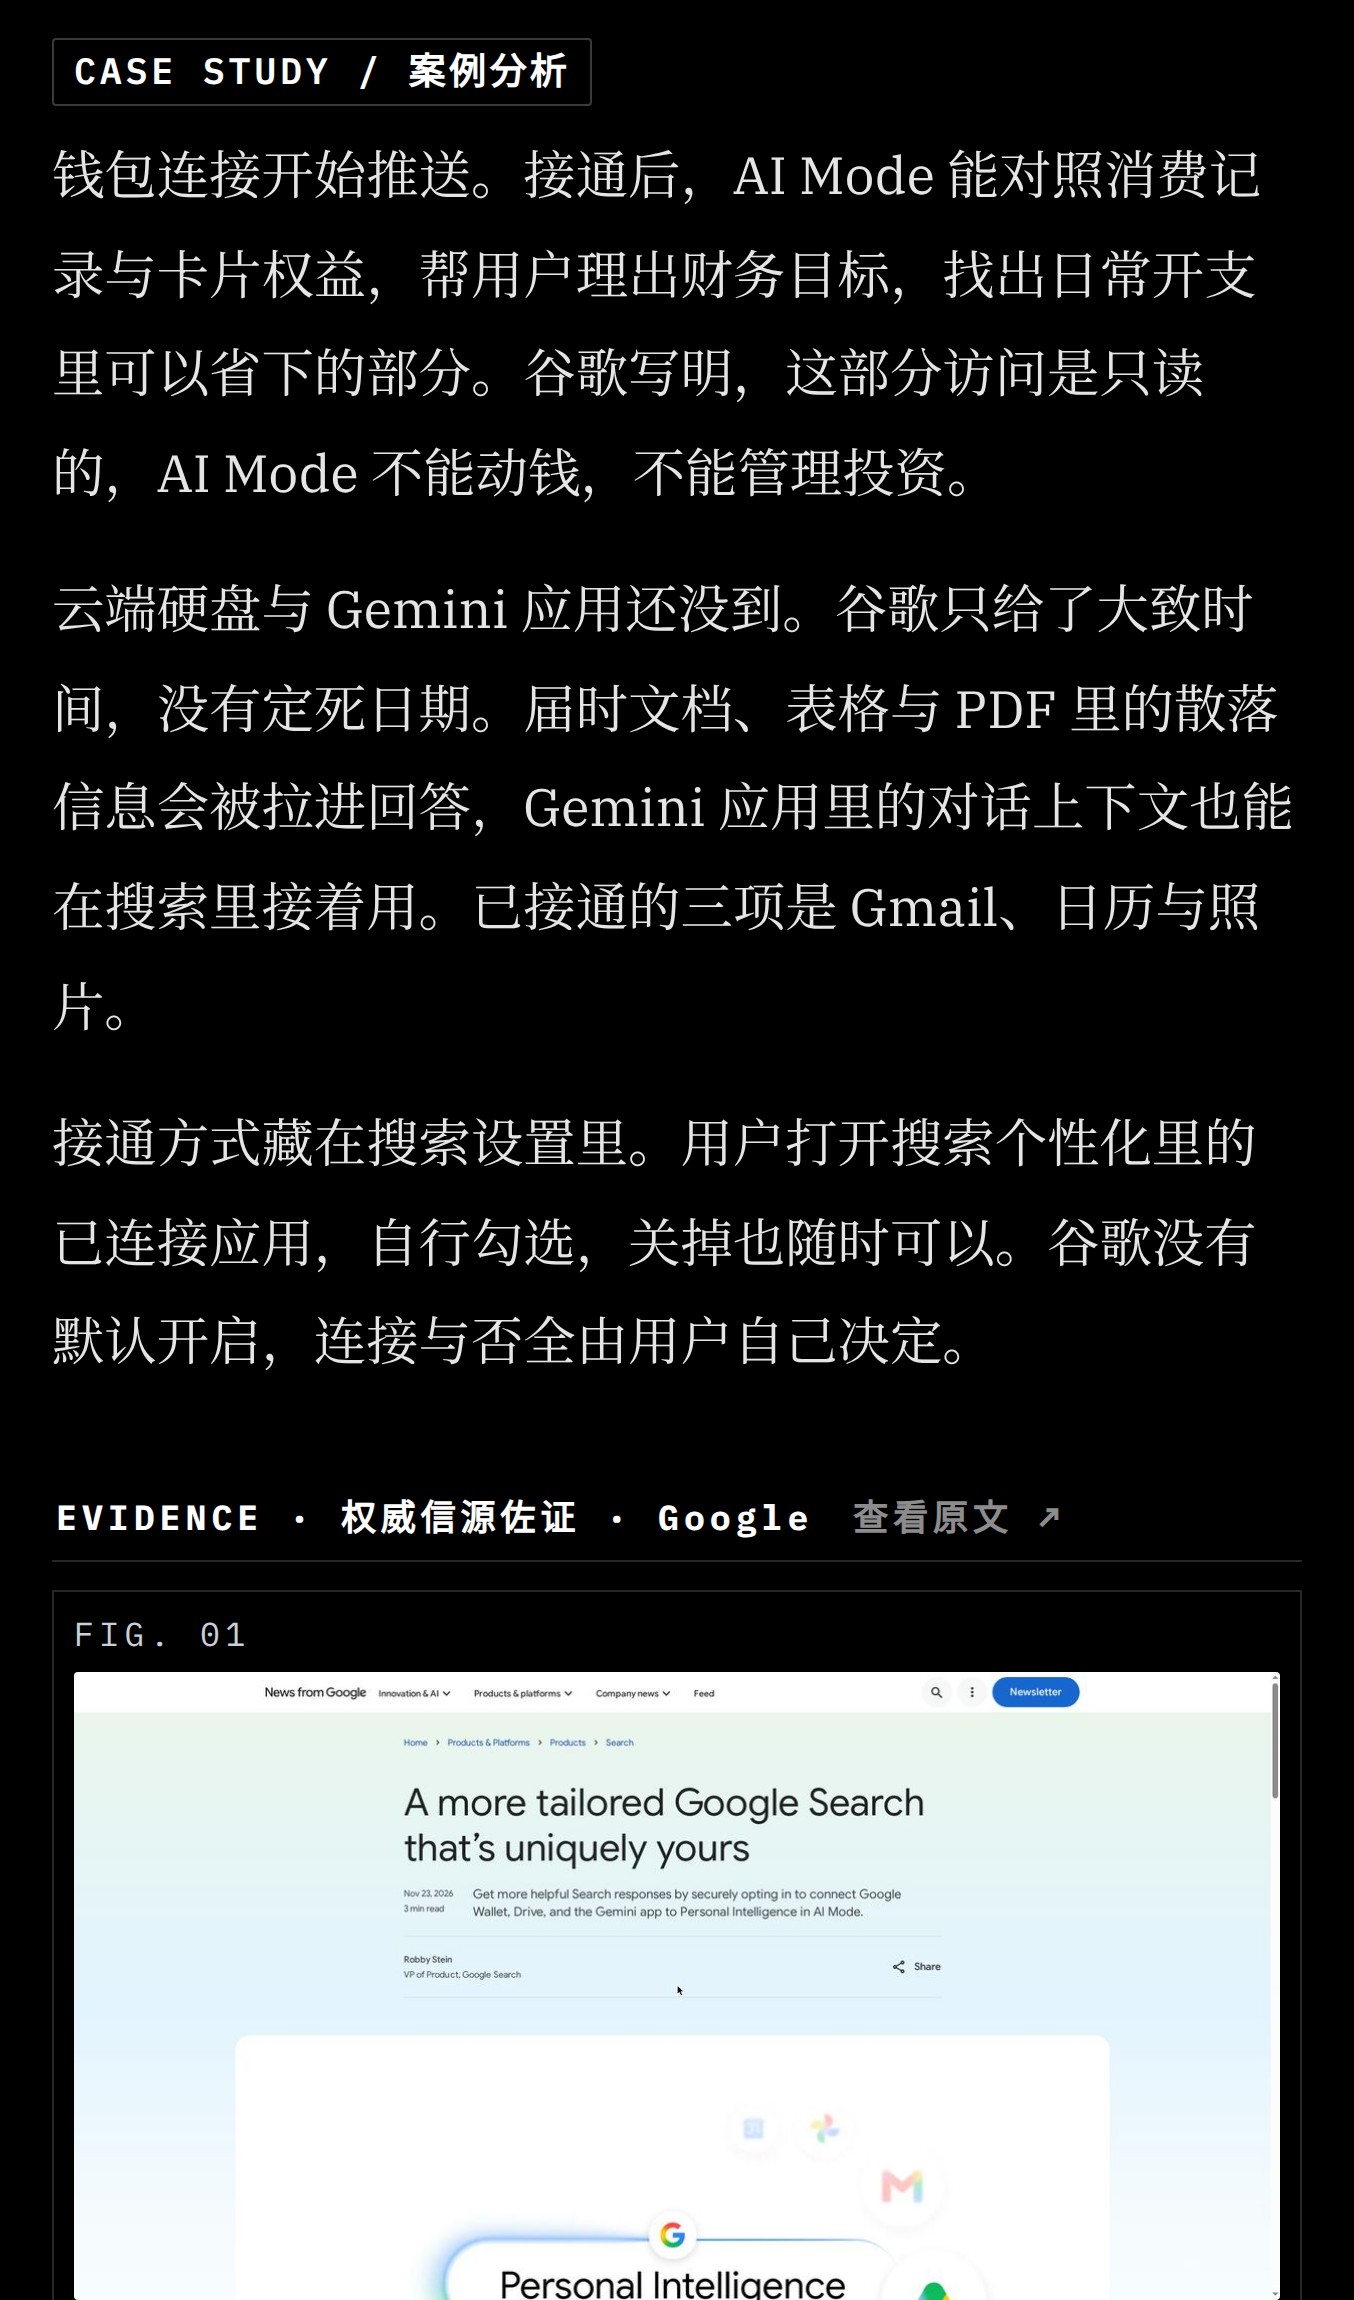 CASE STUDY / 案例分析
钱包连接开始推送。接通后，AI Mode 能对照消费记
录与卡片权益，帮用户理出财务目标，找出日常开支
里可以省下的部分。谷歌写明，这部分访问是只读
的，AI Mode 不能动钱，不能管理投资。
云端硬盘与 Gemini 应用还没到。谷歌只给了大致时
间，没有定死日期。届时文档、表格与 PDF 里的散落
信息会被拉进回答，Gemini 应用里的对话上下文也能
在搜索里接着用。已接通的三项是 Gmail、日历与照
片。
接通方式藏在搜索设置里。用户打开搜索个性化里的
已连接应用，自行勾选，关掉也随时可以。谷歌没有
默认开启，连接与否全由用户自己决定。
EVIDENCE · 权威信源佐证 · Google 查看原文 ↗
FIG. 01
News from Google Innovation & AI Products & platforms Company news Feed Newsletter
Home > Products & Platforms > Products > Search
A more tailored Google Search
that's uniquely yours
Nov 23, 2026
3 min read
Get more helpful Search responses by securely opting in to connect Google
Wallet, Drive, and the Gemini app to Personal Intelligence in AI Mode.
Robby Stein
VP of Product, Google Search
Share
Personal Intelligence